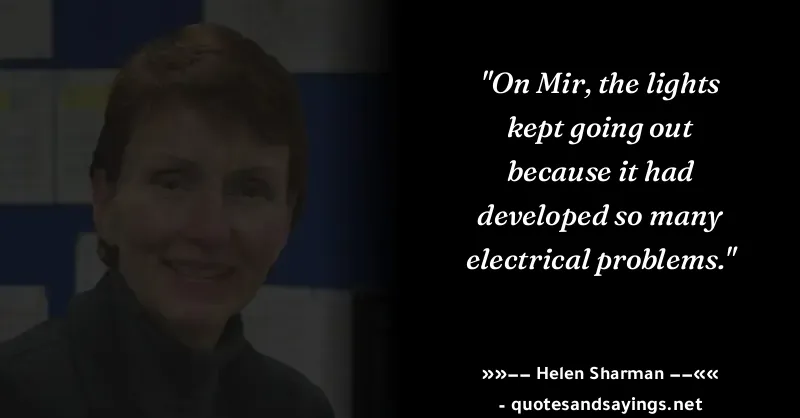 "On Mir, the lights
kept going out
because it had
developed so many
electrical problems."
»»−− Helen Sharman −−««
- quotesandsayings.net